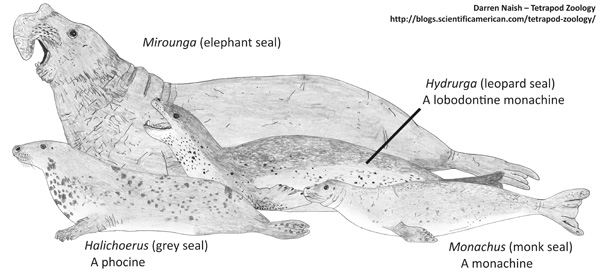 Darren Naish – Tetrapod Zoology
http://blogs.scientificamerican.com/tetrapod-zoology/
Mirounga (elephant seal)
Hydrurga (leopard seal)
A lobodontine monachine
Halichoerus (grey seal)
A phocine
Monachus (monk seal)
A monachine